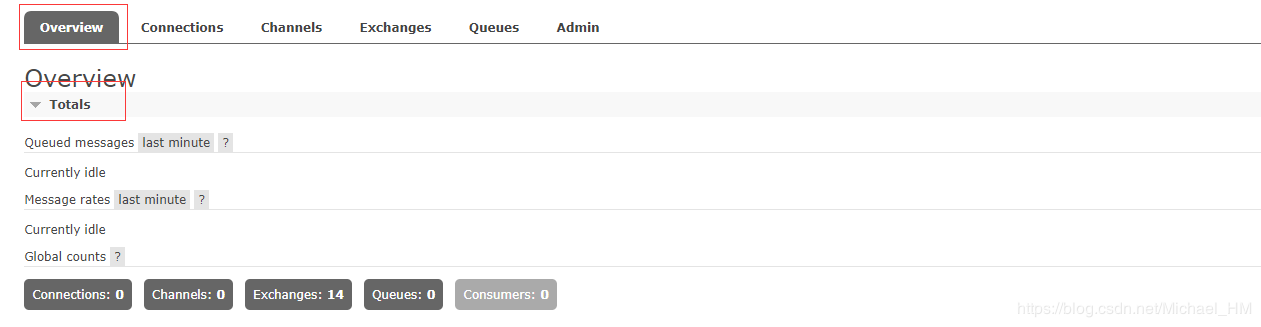 Overview Connections Channels Exchanges Queues Admin
Overview
Totals
Queued messages last minute ?
Currently idle
Message rates last minute ?
Currently idle
Global counts ?
Connections: 0 Channels: 0 Exchanges: 14 Queues: 0 Consumers: 0
https://blog.csdn.net/Michael_HM